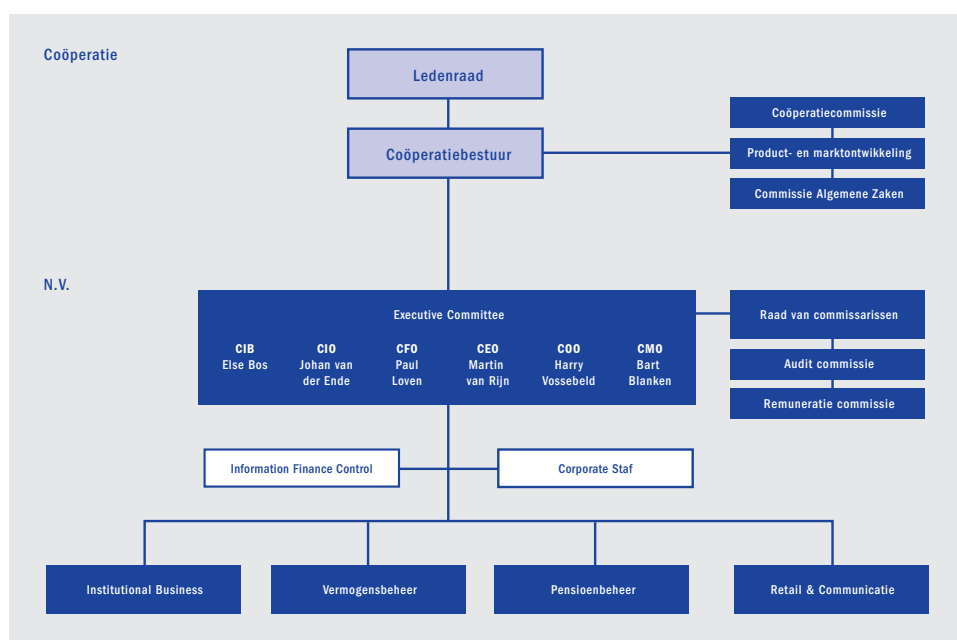 Coöperatie
Ledenraad
Coöperatiebestuur
Coöperatiecommissie
Product- en marktontwikkeling
Commissie Algemene Zaken
N.V.
Executive Committee
CIB
Else Bos
CIO
Johan van
der Ende
CFO
Paul
Loven
CEO
Martin
van Rijn
COO
Harry
Vossebeld
CMO
Bart
Blanken
Raad van commissarissen
Audit commissie
Remuneratie commissie
Information Finance Control
Corporate Staf
Institutional Business
Vermogensbeheer
Pensioenbeheer
Retail & Communicatie